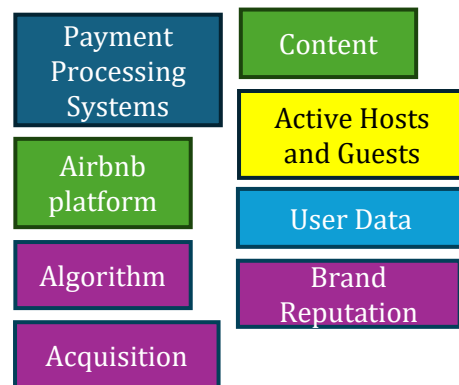 Payment
Processing
Systems
Airbnb
platform
Algorithm
Acquisition
Content
Active Hosts
and Guests
User Data
Brand
Reputation